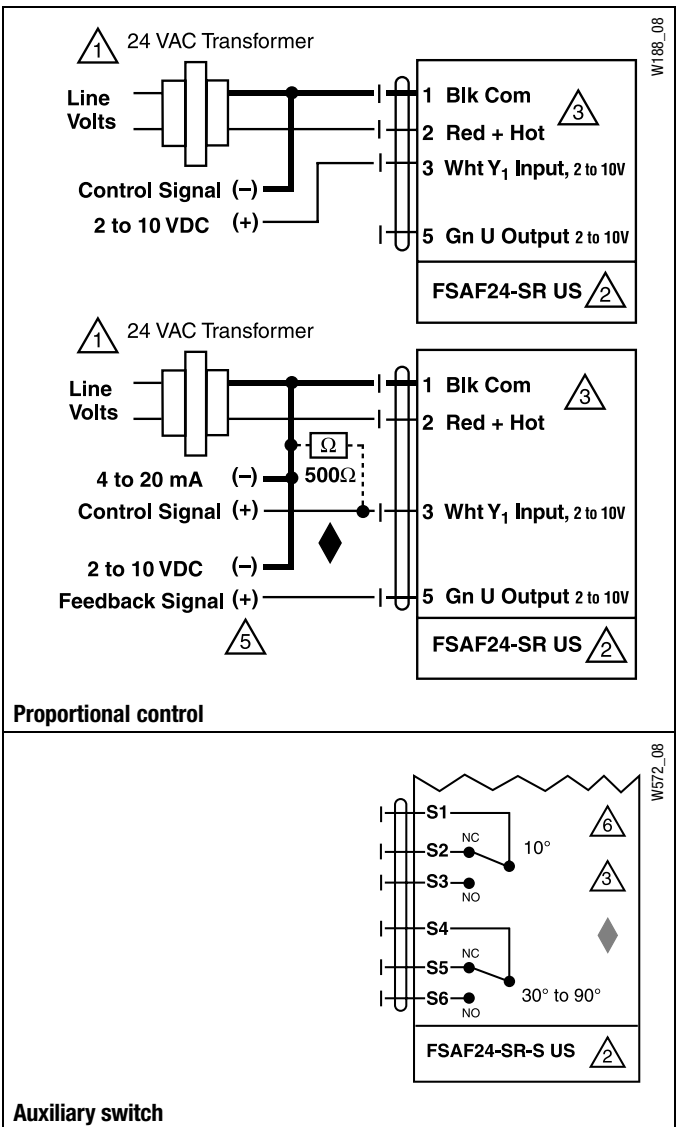 W188_08
1 24 VAC Transformer
Line
Volts
1 Blk Com
3
2 Red + Hot
3 Wht Y₁ Input, 2 to 10V
Control Signal (–)
2 to 10 VDC (+)
5 Gn U Output 2 to 10V
FSAF24-SR US 2
1 24 VAC Transformer
Line
Volts
1 Blk Com
3
2 Red + Hot
Ω
500Ω
4 to 20 mA (–)
Control Signal (+)
3 Wht Y₁ Input, 2 to 10V
2 to 10 VDC (–)
Feedback Signal (+)
5 Gn U Output 2 to 10V
5
FSAF24-SR US 2
Proportional control
W572_08
S1
6
NC
S2
10°
S3
3
NO
S4
NC
S5
30° to 90°
S6
NO
FSAF24-SR-S US 2
Auxiliary switch